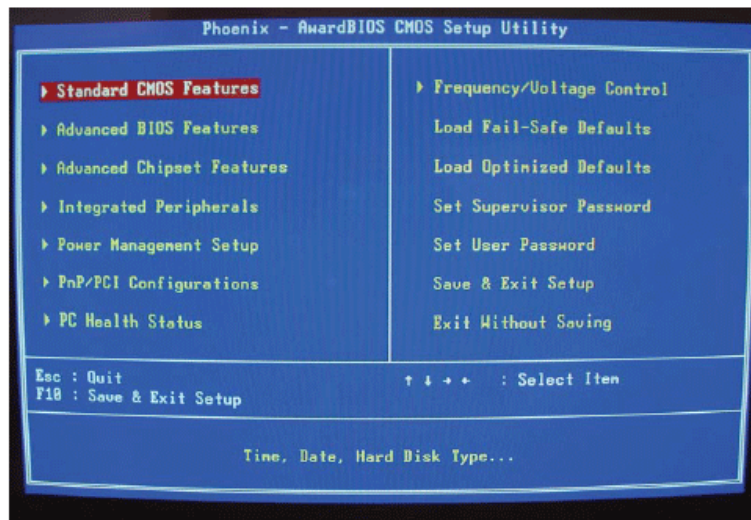 Phoenix - AwardBIOS CMOS Setup Utility
Standard CMOS Features
Advanced BIOS Features
Advanced Chipset Features
Integrated Peripherals
Power Management Setup
PnP/PCI Configurations
PC Health Status
Frequency/Voltage Control
Load Fail-Safe Defaults
Load Optimized Defaults
Set Supervisor Password
Set User Password
Save & Exit Setup
Exit Without Saving
Esc : Quit
F10 : Save & Exit Setup
↑ ↓ → ← : Select Item
Time, Date, Hard Disk Type...